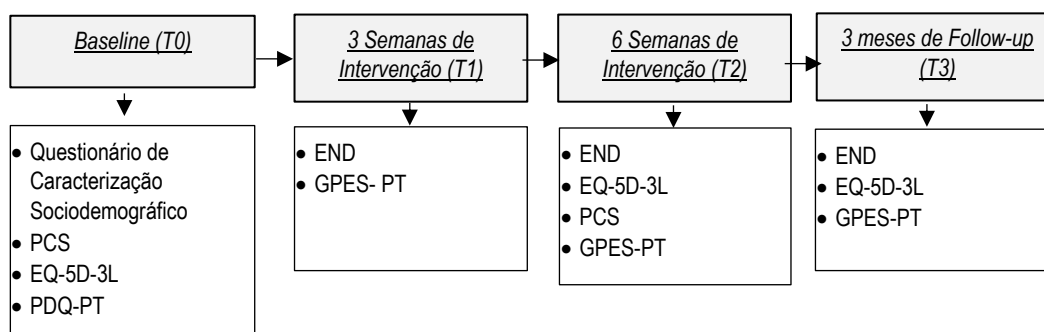 Baseline (T0)
3 Semanas de
Intervenção (T1)
6 Semanas de
Intervenção (T2)
3 meses de Follow-up
(T3)
• Questionário de
Caracterização
Sociodemográfico
• PCS
• EQ-5D-3L
• PDQ-PT
• END
• GPES- PT
• END
• EQ-5D-3L
• PCS
• GPES-PT
• END
• EQ-5D-3L
• GPES-PT